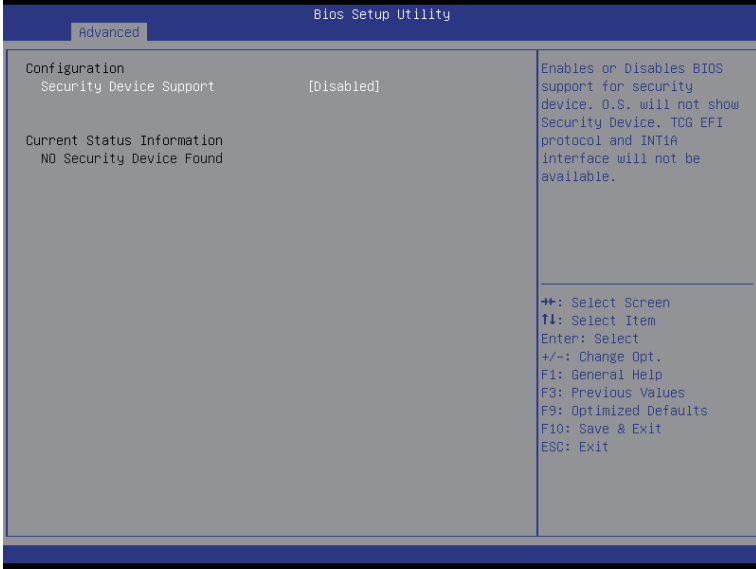 Bios Setup Utility
Advanced
Configuration
Security Device Support [Disabled]
Current Status Information
NO Security Device Found
Enables or Disables BIOS
support for security
device. O.S. will not show
Security Device. TCG EFI
protocol and INT1A
interface will not be
available.
→←: Select Screen
↑↓: Select Item
Enter: Select
+/-: Change Opt.
F1: General Help
F3: Previous Values
F9: Optimized Defaults
F10: Save & Exit
ESC: Exit